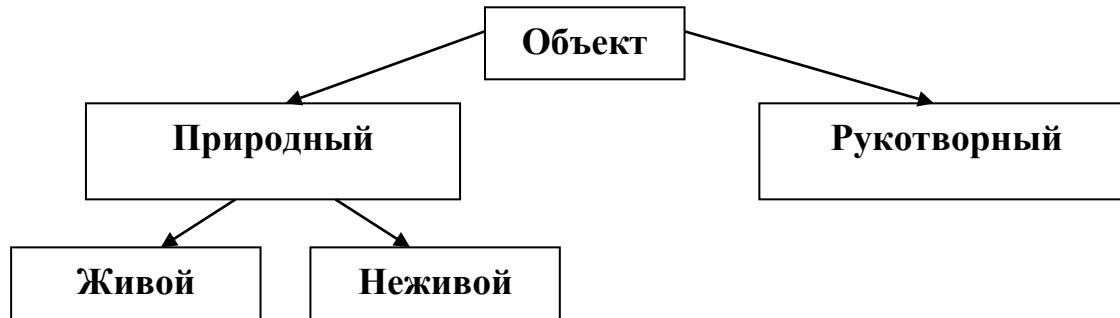 Объект
Природный
Рукотворный
Живой
Неживой